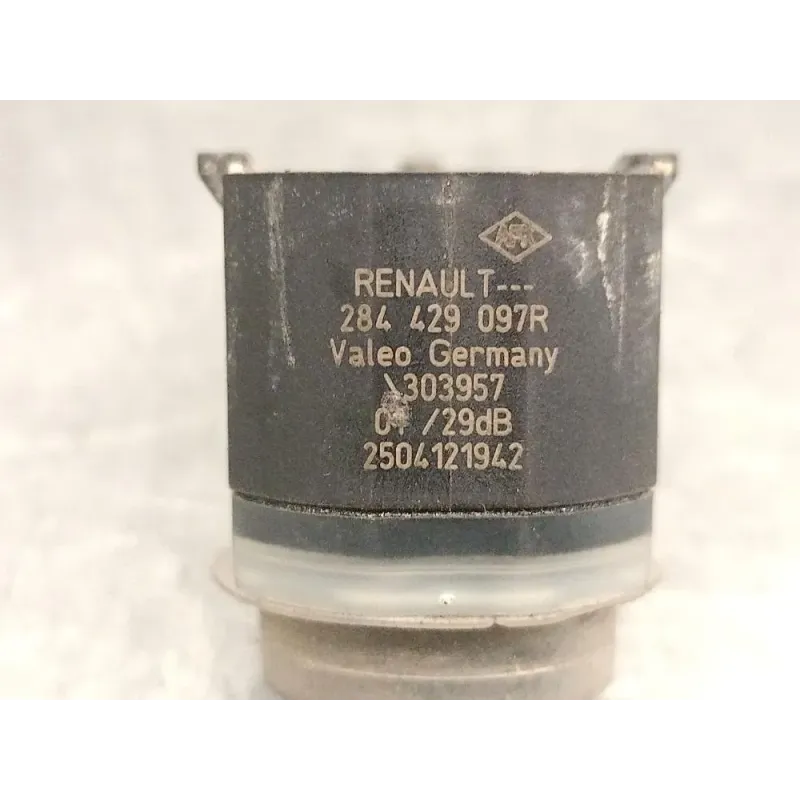 RENAULT---
284 429 097R
Valeo Germany
303957
/29dB
2504121942